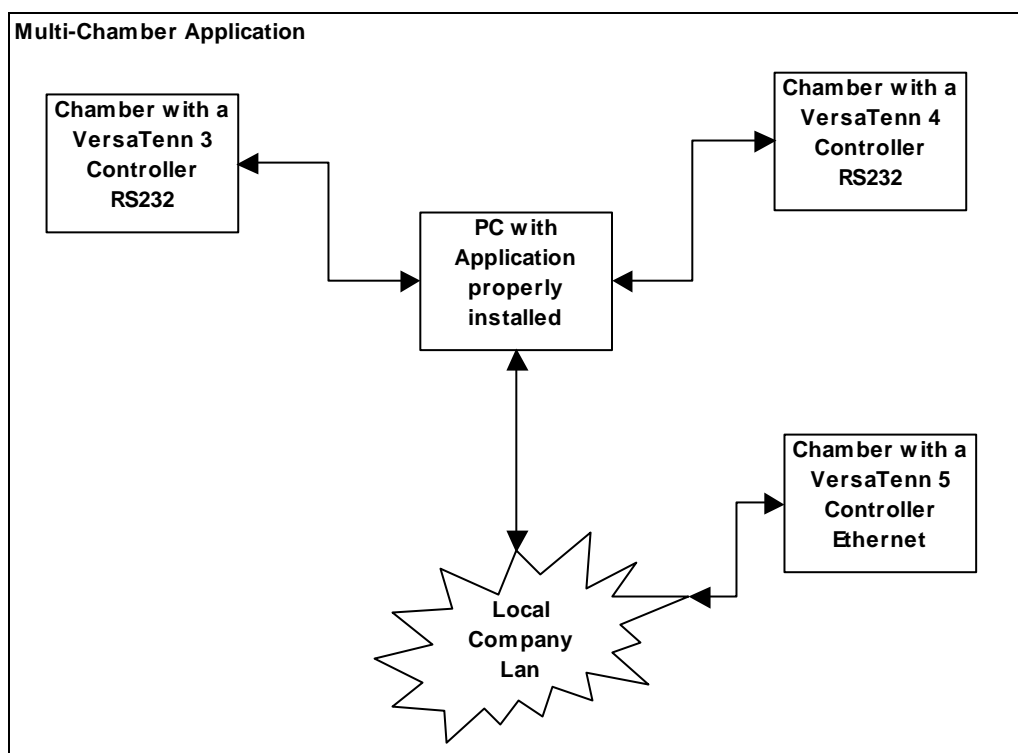 Multi-Chamber Application
Chamber with a
VersaTenn 3
Controller
RS232
Chamber with a
VersaTenn 4
Controller
RS232
PC with
Application
properly
installed
Chamber with a
VersaTenn 5
Controller
Ethernet
Local
Company
Lan